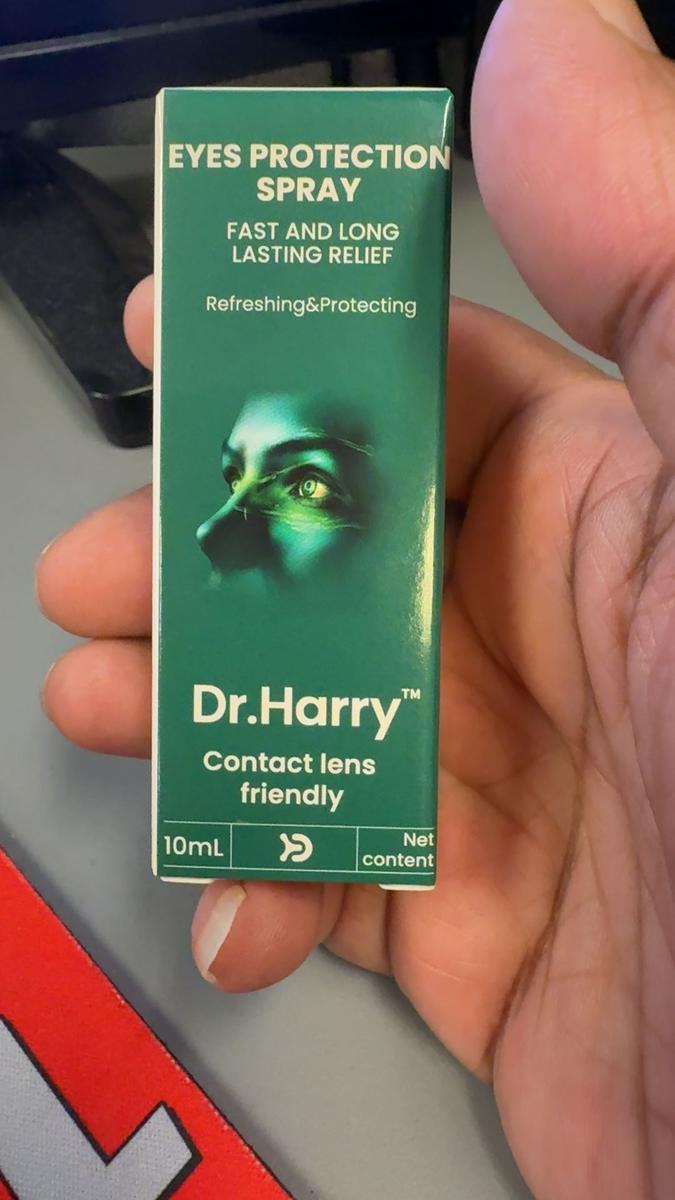 EYES PROTECTION
SPRAY
FAST AND LONG
LASTING RELIEF
Refreshing&Protecting
Dr.Harry™
Contact lens
friendly
10mL
Net
content